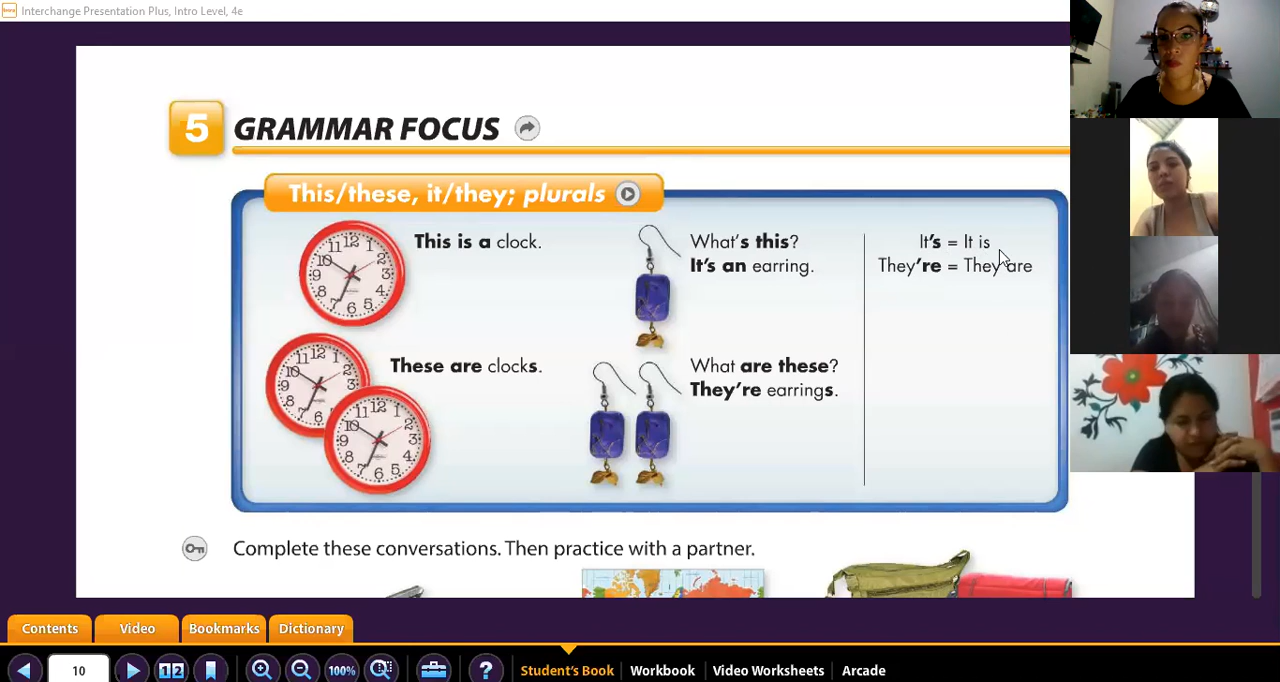 Interchange Presentation Plus, Intro Level, 4e
5 GRAMMAR FOCUS
This/these, it/they; plurals
This is a clock.
What's this?
It's an earring.
It's = It is
They're = They are
These are clocks.
What are these?
They're earrings.
Complete these conversations. Then practice with a partner.
Contents Video Bookmarks Dictionary
10 1 2 100% ? Student's Book Workbook Video Worksheets Arcade